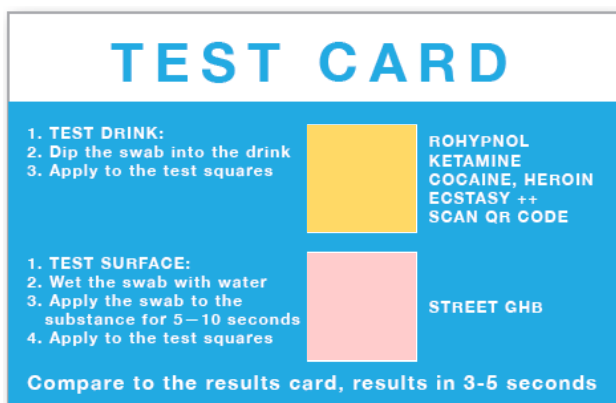 TEST CARD
1. TEST DRINK:
2. Dip the swab into the drink
3. Apply to the test squares
ROHYPNOL
KETAMINE
COCAINE, HEROIN
ECSTASY ++
SCAN QR CODE
1. TEST SURFACE:
2. Wet the swab with water
3. Apply the swab to the
substance for 5—10 seconds
4. Apply to the test squares
STREET GHB
Compare to the results card, results in 3-5 seconds